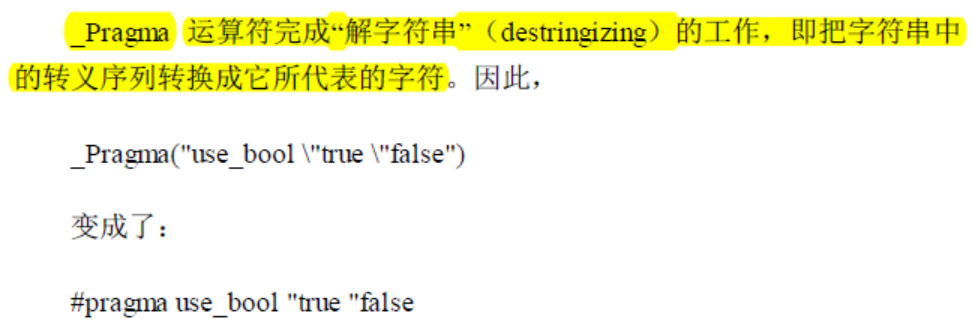 _Pragma 运算符完成“解字符串”（destringizing）的工作，即把字符串中
的转义序列转换成它所代表的字符。因此，
_Pragma("use_bool \"true \"false")
变成了：
#pragma use_bool "true "false